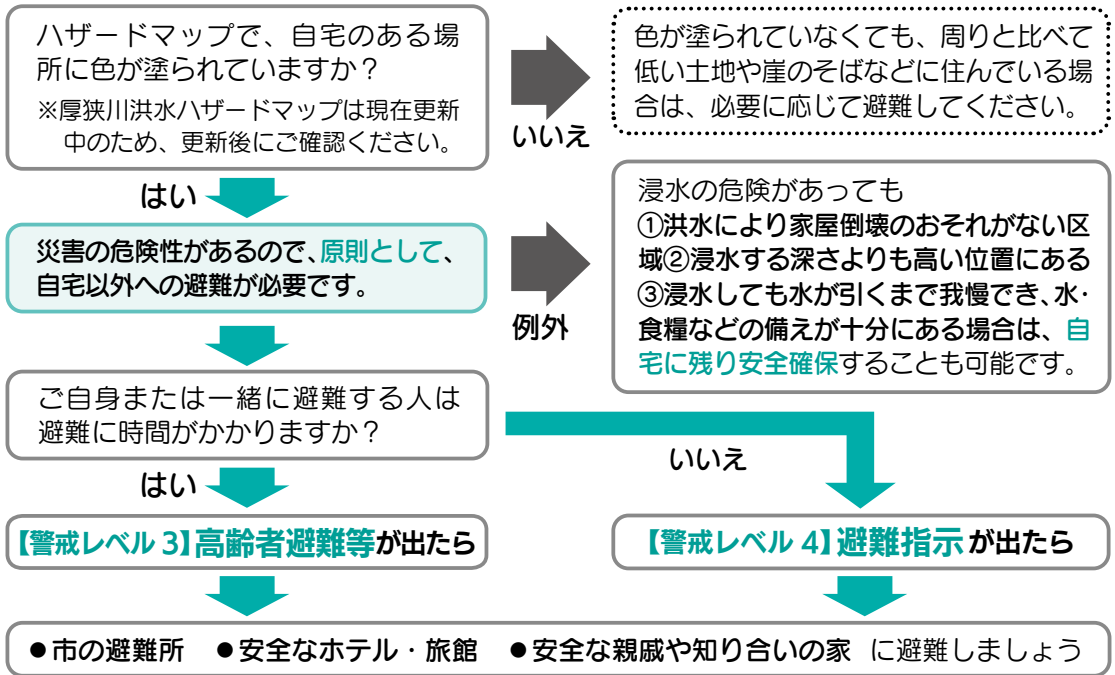 ハザードマップで、自宅のある場
所に色が塗られていますか？
※厚狭川洪水ハザードマップは現在更新
中のため、更新後にご確認ください。
いいえ
色が塗られていなくても、周りと比べて
低い土地や崖のそばなどに住んでいる場
合は、必要に応じて避難してください。
はい
災害の危険性があるので、原則として、
自宅以外への避難が必要です。
例外
浸水の危険があっても
①洪水により家屋倒壊のおそれがない区
域②浸水する深さよりも高い位置にある
③浸水しても水が引くまで我慢でき、水・
食糧などの備えが十分にある場合は、自
宅に残り安全確保することも可能です。
ご自身または一緒に避難する人は
避難に時間がかかりますか？
はい
いいえ
【警戒レベル 3】高齢者避難等が出たら
【警戒レベル 4】避難指示が出たら
●市の避難所 ●安全なホテル・旅館 ●安全な親戚や知り合いの家 に避難しましょう